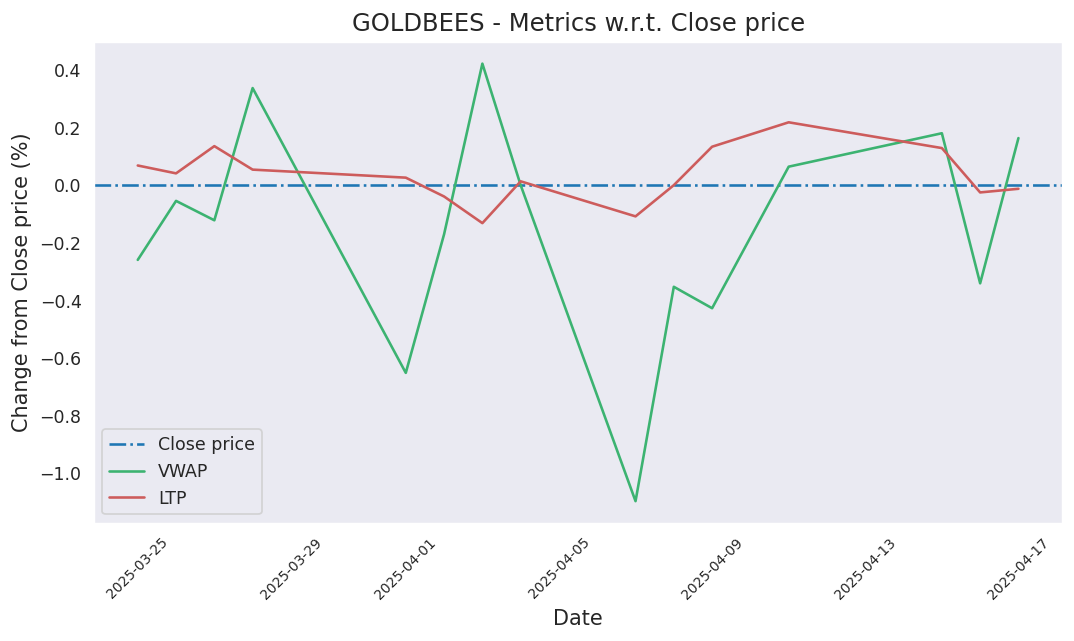 GOLDBEES - Metrics w.r.t. Close price
Change from Close price (%)
0.4
0.2
0.0
−0.2
−0.4
−0.6
−0.8
−1.0
Close price
VWAP
LTP
2025-03-25
2025-03-29
2025-04-01
2025-04-05
2025-04-09
2025-04-13
2025-04-17
Date